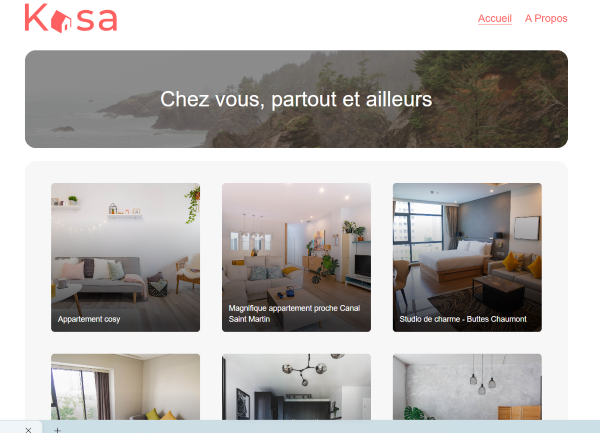 Kasa
Accueil A Propos
Chez vous, partout et ailleurs
Appartement cosy
Magnifique appartement proche Canal
Saint Martin
Studio de charme - Buttes Chaumont